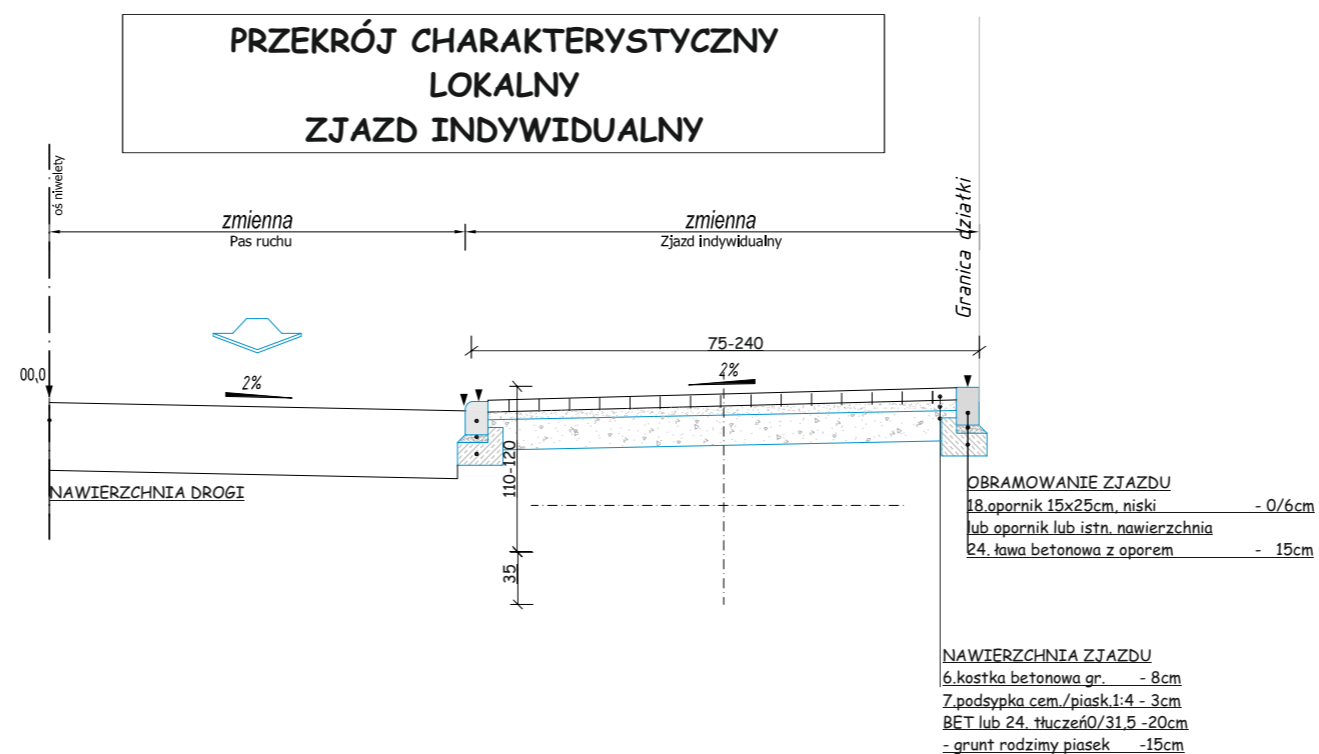 PRZEKRÓJ CHARAKTERYSTYCZNY
LOKALNY
ZJAZD INDYWIDUALNY
oś niwelety
zmienna
Pas ruchu
zmienna
Zjazd indywidualny
Granica działki
75-240
00,0
2%
2%
110-120
35
NAWIERZCHNIA DROGI
OBRAMOWANIE ZJAZDU
18.opornik 15x25cm, niski - 0/6cm
lub opornik lub istn. nawierzchnia
24. ława betonowa z oporem - 15cm
NAWIERZCHNIA ZJAZDU
6.kostka betonowa gr. - 8cm
7.podsypka cem./piask.1:4 - 3cm
BET lub 24. tłuczeń0/31,5 -20cm
- grunt rodzimy piasek -15cm